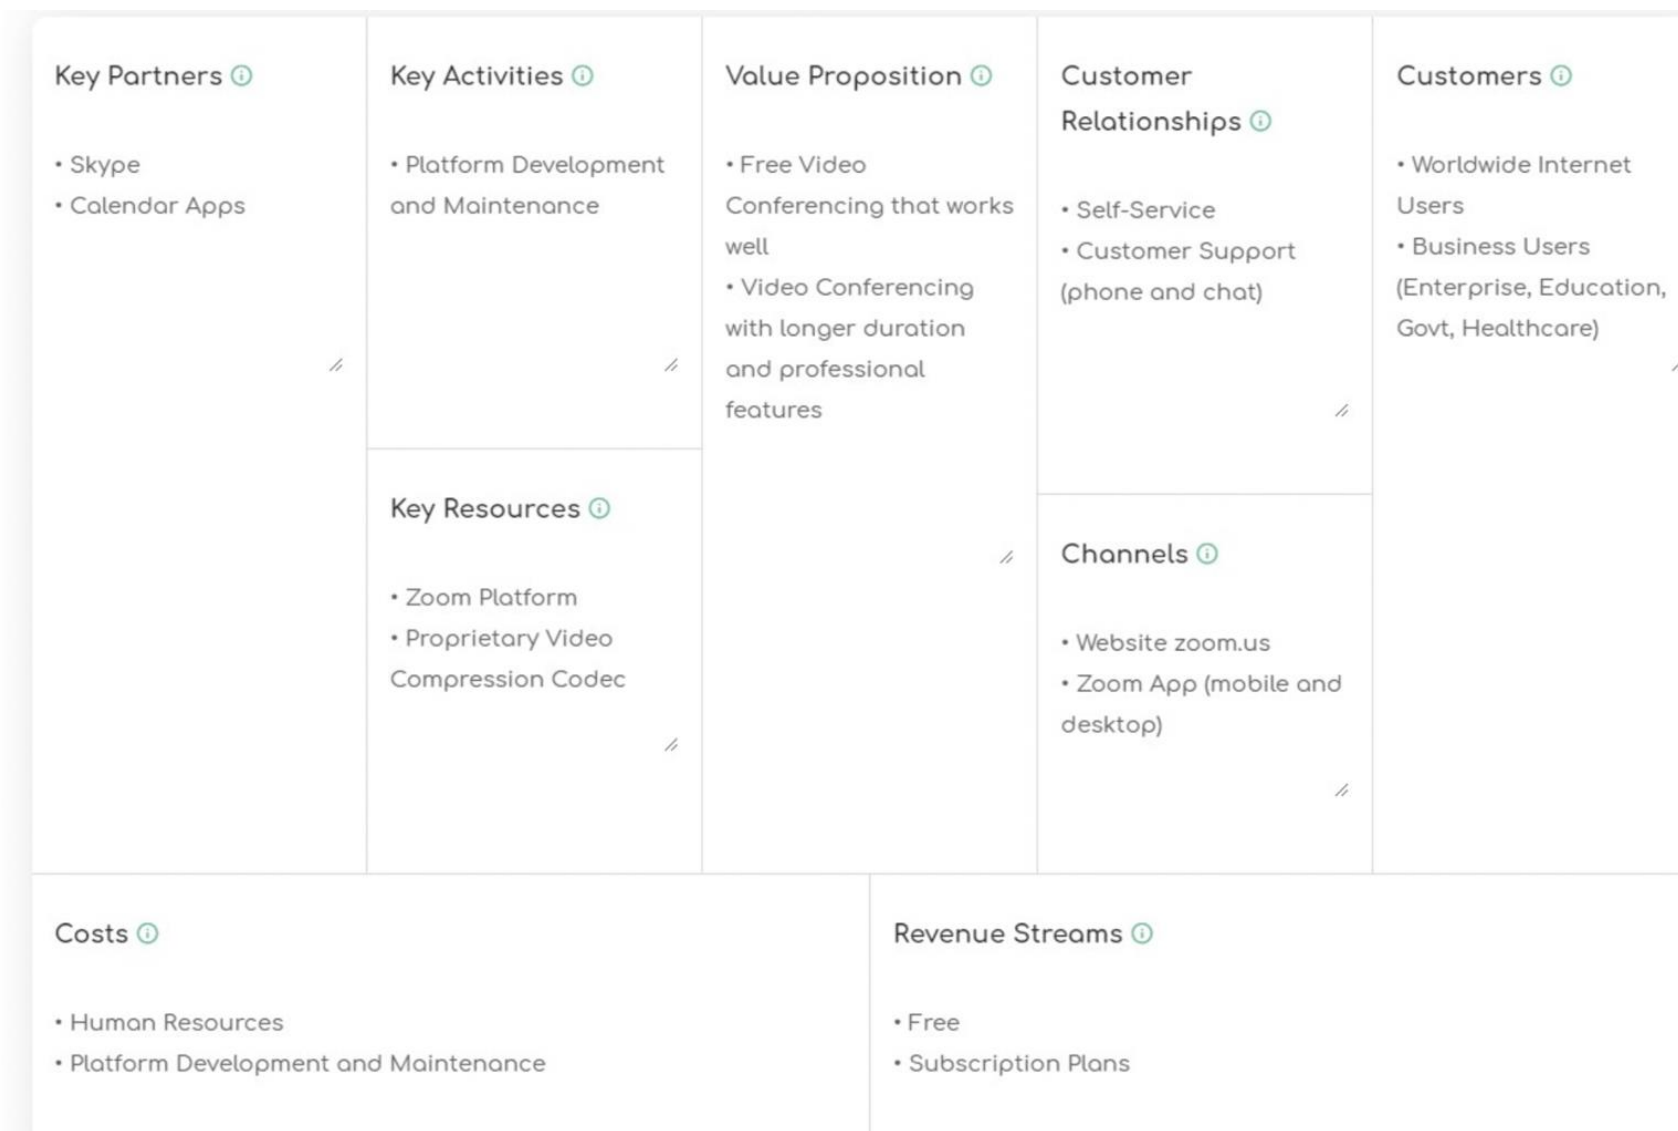 Key Partners
• Skype
• Calendar Apps
Key Activities
• Platform Development
and Maintenance
Key Resources
• Zoom Platform
• Proprietary Video
Compression Codec
Value Proposition
• Free Video
Conferencing that works
well
• Video Conferencing
with longer duration
and professional
features
Customer
Relationships
• Self-Service
• Customer Support
(phone and chat)
Channels
• Website zoom.us
• Zoom App (mobile and
desktop)
Customers
• Worldwide Internet
Users
• Business Users
(Enterprise, Education,
Govt, Healthcare)
Costs
• Human Resources
• Platform Development and Maintenance
Revenue Streams
• Free
• Subscription Plans